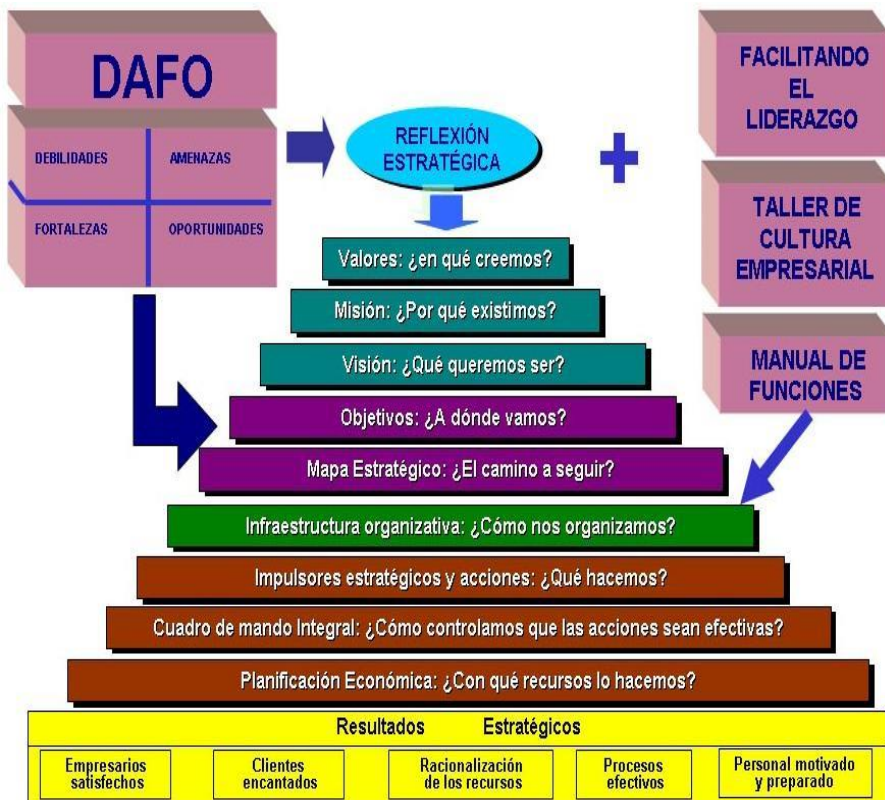 DAFO
DEBILIDADES
AMENAZAS
FORTALEZAS
OPORTUNIDADES
REFLEXIÓN
ESTRATÉGICA
+
FACILITANDO
EL
LIDERAZGO
TALLER DE
CULTURA
EMPRESARIAL
MANUAL DE
FUNCIONES
Valores: ¿en qué creemos?
Misión: ¿Por qué existimos?
Visión: ¿Qué queremos ser?
Objetivos: ¿A dónde vamos?
Mapa Estratégico: ¿El camino a seguir?
Infraestructura organizativa: ¿Cómo nos organizamos?
Impulsores estratégicos y acciones: ¿Qué hacemos?
Cuadro de mando Integral: ¿Cómo controlamos que las acciones sean efectivas?
Planificación Económica: ¿Con qué recursos lo hacemos?
Resultados Estratégicos
Empresarios
satisfechos
Clientes
encantados
Racionalización
de los recursos
Procesos
efectivos
Personal motivado
y preparado